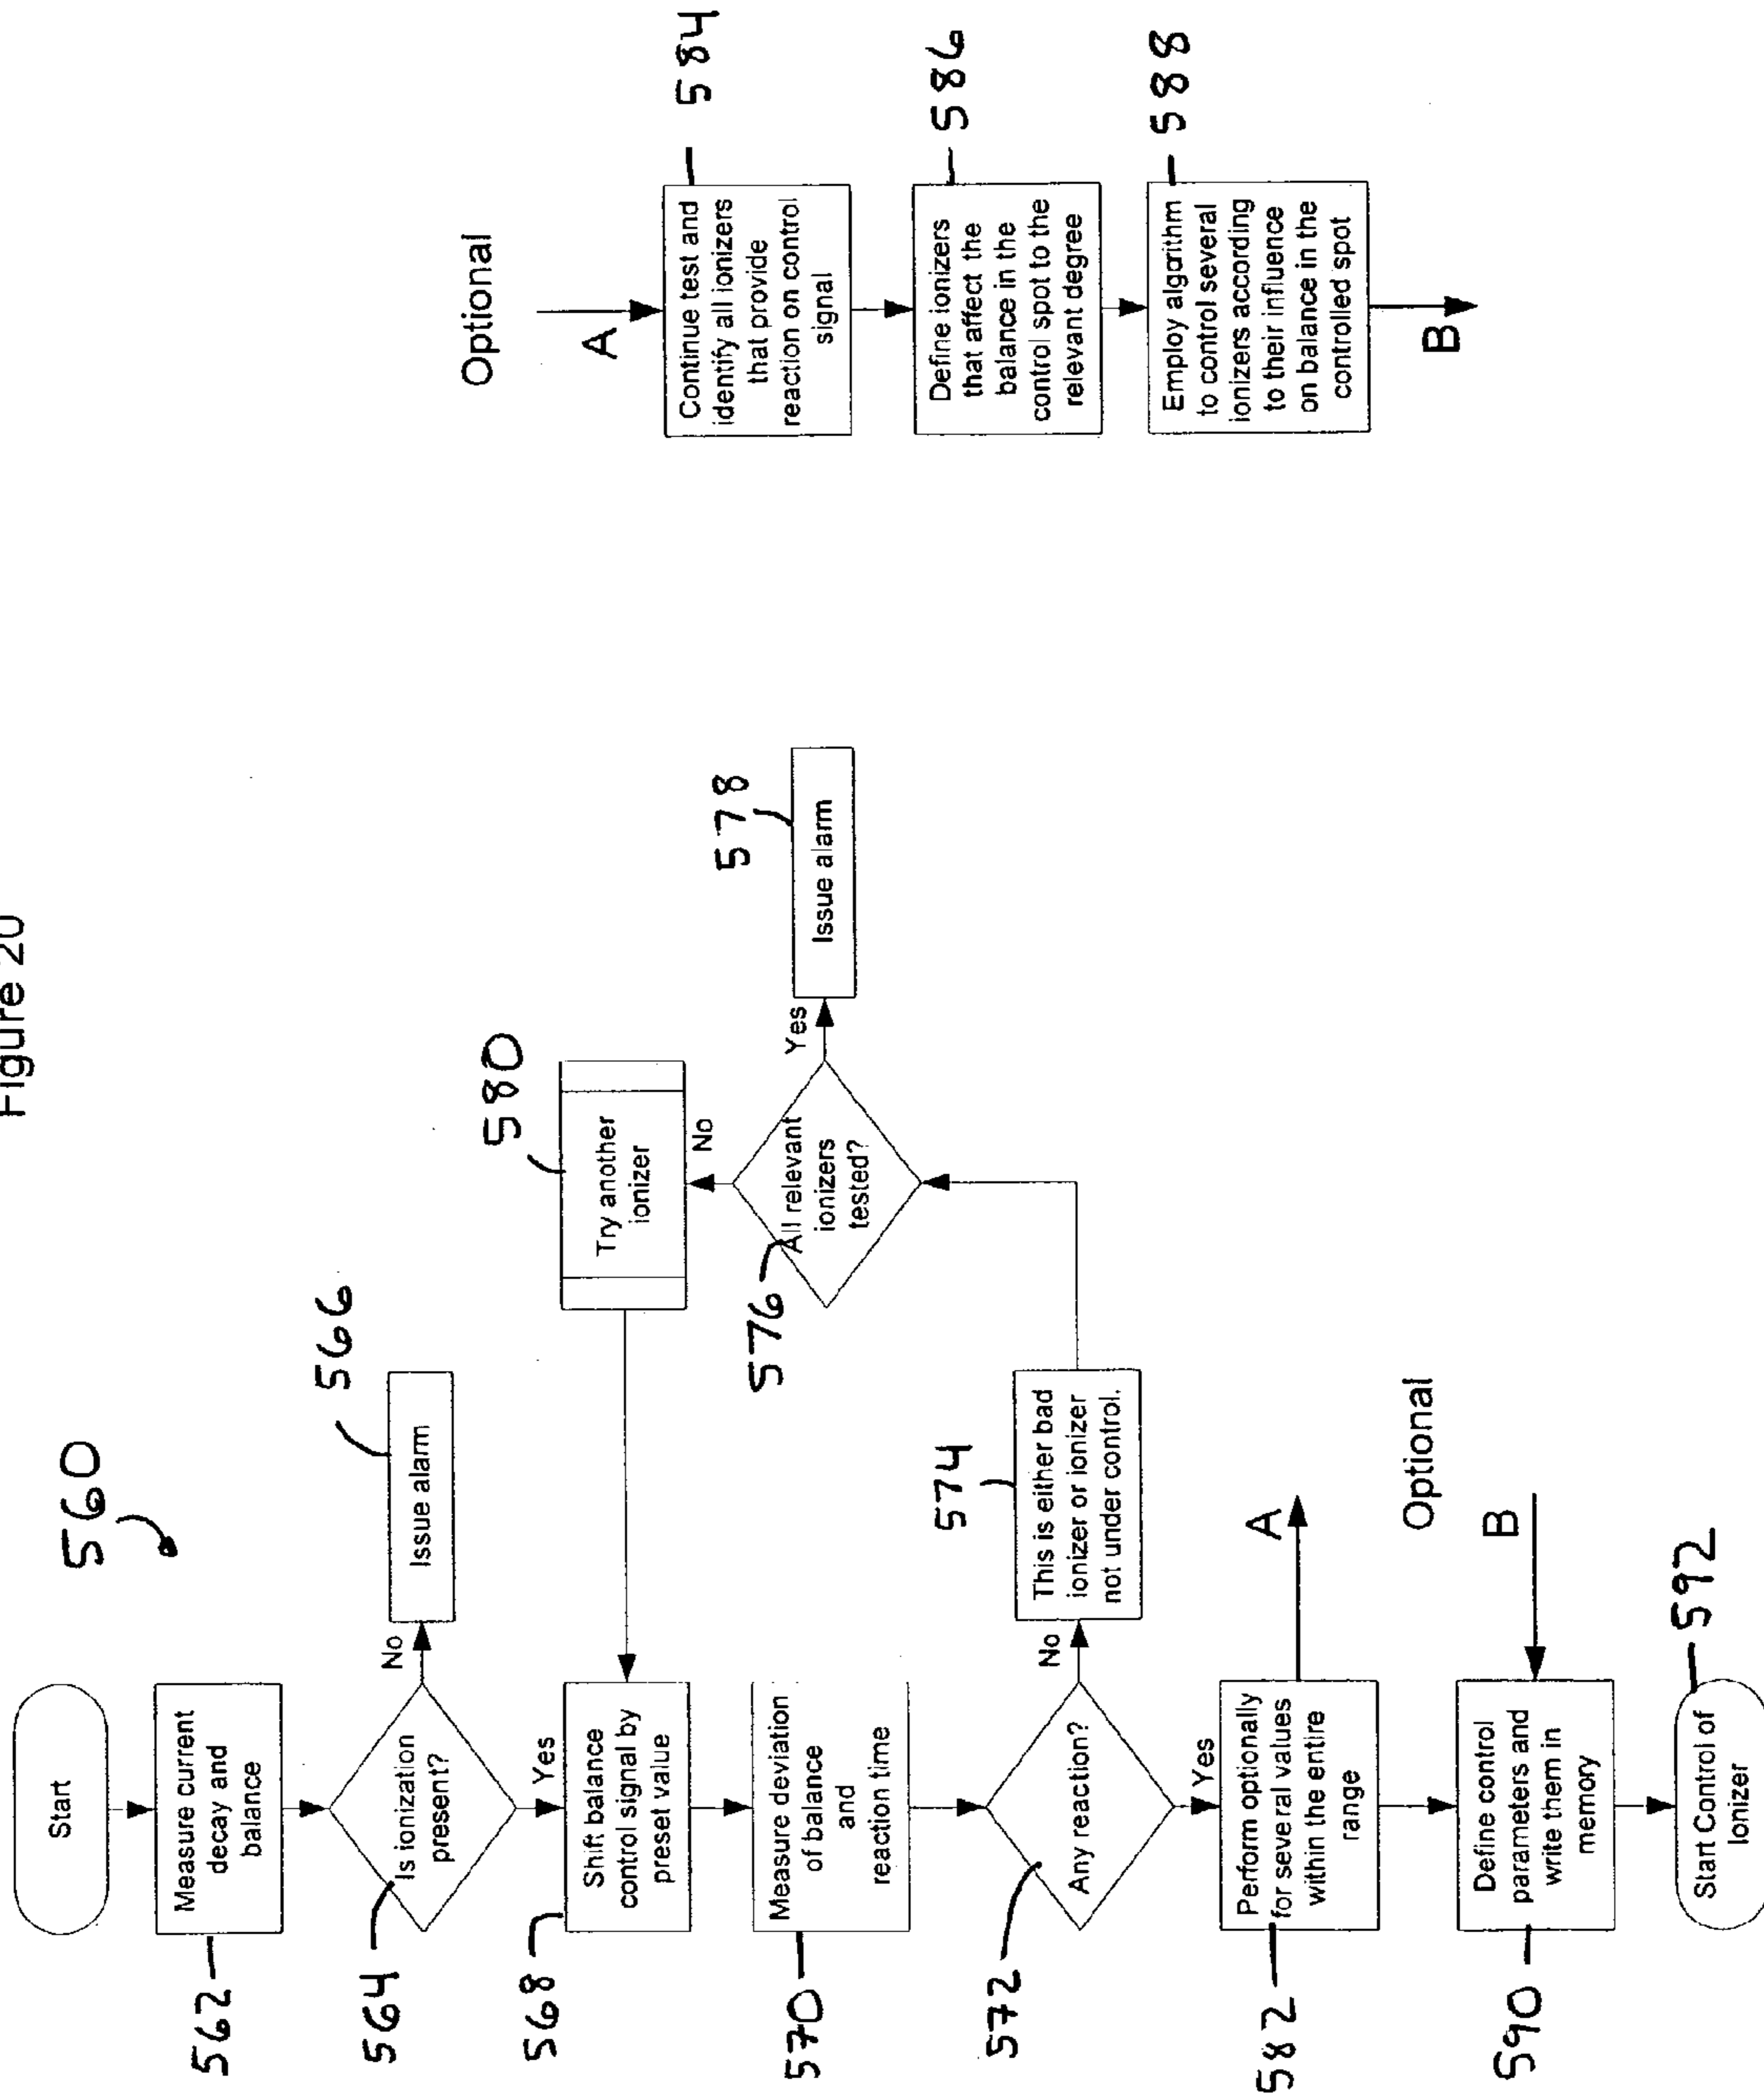 Figure 20
560
Start
562
Measure current
decay and
balance
564
Is ionization
present?
No
566
Issue alarm
Yes
568
Shift balance
control signal by
preset value
570
Measure deviation
of balance
and
reaction time
572
Any reaction?
No
574
This is either bad
ionizer or ionizer
not under control.
576
All relevant
ionizers
tested?
Yes
578
Issue alarm
No
580
Try another
ionizer
Yes
582
Perform optionally
for several values
within the entire
range
A
Optional
B
590
Define control
parameters and
write them in
memory
592
Start Control of
Ionizer
Optional
A
584
Continue test and
identify all ionizers
that provide
reaction on control
signal
586
Define ionizers
that affect the
balance in the
control spot to the
relevant degree
588
Employ algorithm
to control several
ionizers according
to their influence
on balance in the
controlled spot
B